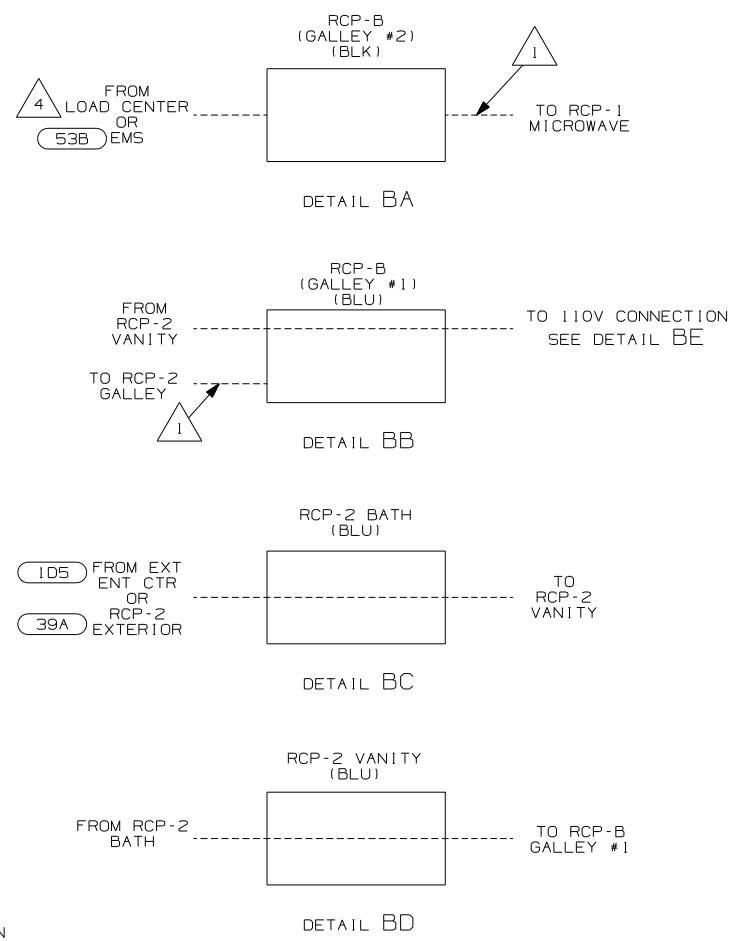 RCP-B
(GALLEY #2)
(BLK)
1
4
FROM
LOAD CENTER
OR
53B
EMS
TO RCP-1
MICROWAVE
DETAIL BA
RCP-B
(GALLEY #1)
(BLU)
FROM
RCP-2
VANITY
TO 110V CONNECTION
SEE DETAIL BE
TO RCP-2
GALLEY
1
DETAIL BB
RCP-2 BATH
(BLU)
1D5
FROM EXT
ENT CTR
OR
39A
RCP-2
EXTERIOR
TO
RCP-2
VANITY
DETAIL BC
RCP-2 VANITY
(BLU)
FROM RCP-2
BATH
TO RCP-B
GALLEY #1
DETAIL BD
N